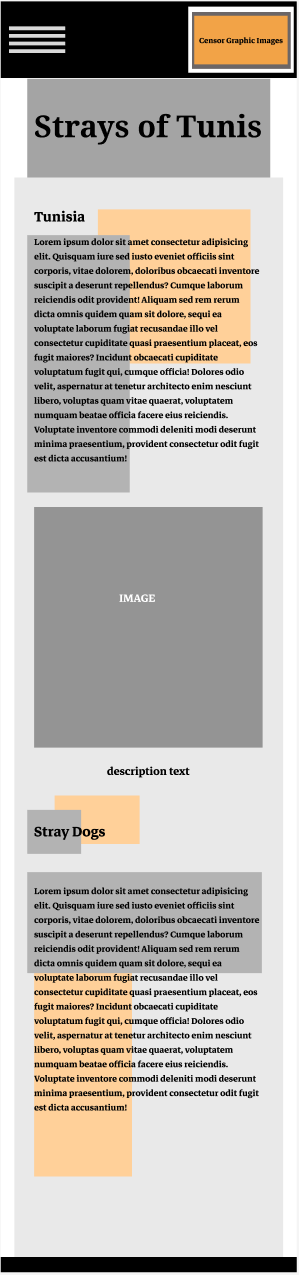 Censor Graphic Images
Strays of Tunis
Tunisia
Lorem ipsum dolor sit amet consectetur adipisicing
elit. Quisquam iure sed iusto eveniet officiis sint
corporis, vitae dolorem, doloribus obcaecati inventore
suscipit a deserunt repellendus? Cumque laborum
reiciendis odit provident! Aliquam sed rem rerum
dicta omnis quidem quam sit dolore, sequi ea
voluptate laborum fugiat recusandae illo vel
consectetur cupiditate quasi praesentium placeat, eos
fugit maiores? Incidunt obcaecati cupiditate
voluptatum fugit qui, cumque officia! Dolores odio
velit, aspernatur at tenetur architecto enim nesciunt
libero, voluptas quam vitae quaerat, voluptatem
numquam beatae officia facere eius reiciendis.
Voluptate inventore commodi deleniti modi deserunt
minima praesentium, provident consectetur odit fugit
est dicta accusantium!
IMAGE
description text
Stray Dogs
Lorem ipsum dolor sit amet consectetur adipisicing
elit. Quisquam iure sed iusto eveniet officiis sint
corporis, vitae dolorem, doloribus obcaecati inventore
suscipit a deserunt repellendus? Cumque laborum
reiciendis odit provident! Aliquam sed rem rerum
dicta omnis quidem quam sit dolore, sequi ea
voluptate laborum fugiat recusandae illo vel
consectetur cupiditate quasi praesentium placeat, eos
fugit maiores? Incidunt obcaecati cupiditate
voluptatum fugit qui, cumque officia! Dolores odio
velit, aspernatur at tenetur architecto enim nesciunt
libero, voluptas quam vitae quaerat, voluptatem
numquam beatae officia facere eius reiciendis.
Voluptate inventore commodi deleniti modi deserunt
minima praesentium, provident consectetur odit fugit
est dicta accusantium!